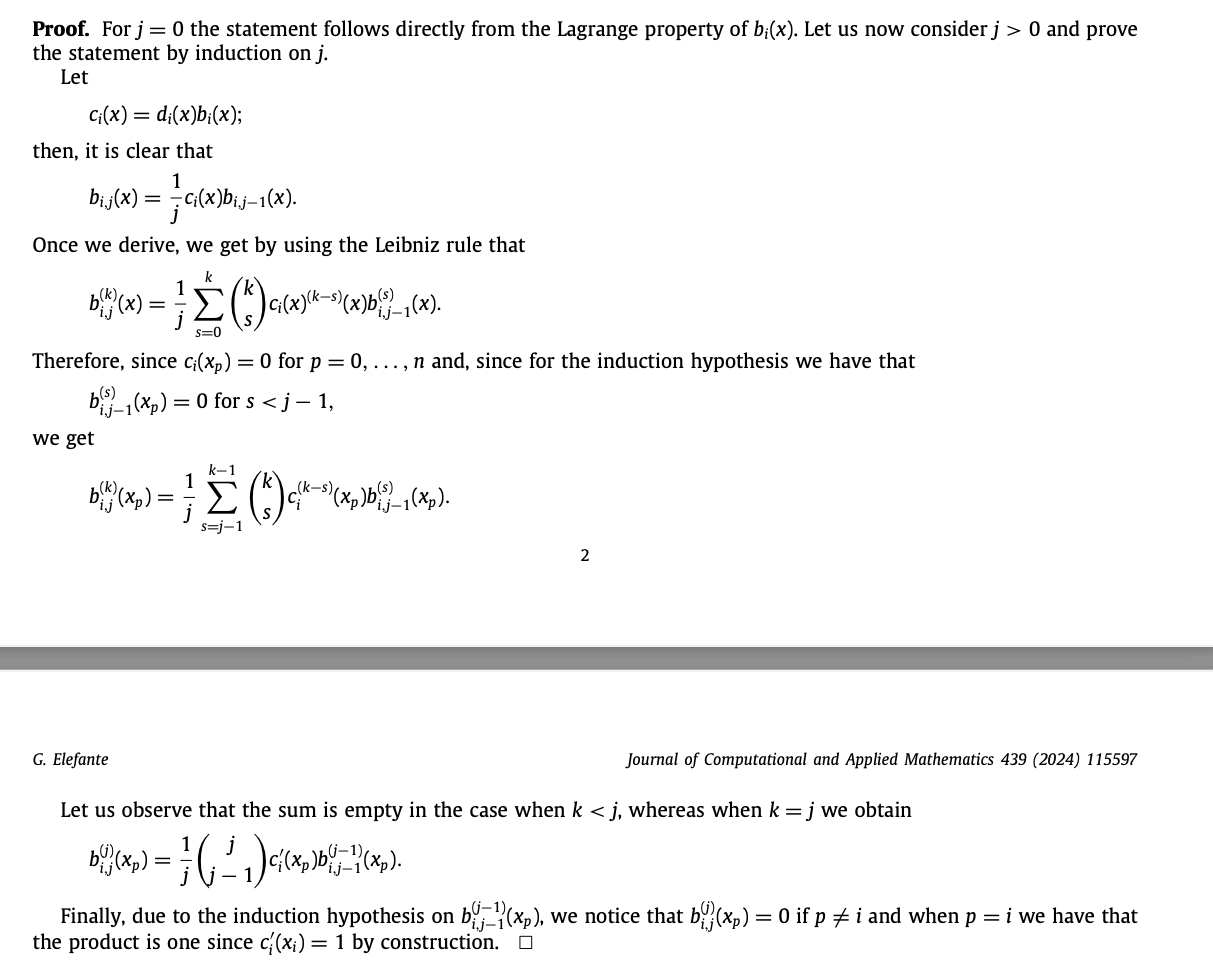 Proof. For j = 0 the statement follows directly from the Lagrange property of bᵢ(x). Let us now consider j > 0 and prove
the statement by induction on j.
Let
cᵢ(x) = dᵢ(x)bᵢ(x);
then, it is clear that
b_{i,j}(x) = \frac{1}{j} c_i(x)b_{i,j−1}(x).
Once we derive, we get by using the Leibniz rule that
b_{i,j}^{(k)}(x) = \frac{1}{j} \sum_{s=0}^{k} \binom{k}{s} c_i(x)^{(k−s)}(x)b_{i,j−1}^{(s)}(x).
Therefore, since c_i(x_p) = 0 for p = 0, . . . , n and, since for the induction hypothesis we have that
b_{i,j−1}^{(s)}(x_p) = 0 for s < j − 1,
we get
b_{i,j}^{(k)}(x_p) = \frac{1}{j} \sum_{s=j−1}^{k−1} \binom{k}{s} c_i^{(k−s)}(x_p)b_{i,j−1}^{(s)}(x_p).
2
G. Elefante
Journal of Computational and Applied Mathematics 439 (2024) 115597
Let us observe that the sum is empty in the case when k < j, whereas when k = j we obtain
b_{i,j}^{(j)}(x_p) = \frac{1}{j} \binom{j}{j − 1} c_i'(x_p)b_{i,j−1}^{(j−1)}(x_p).
Finally, due to the induction hypothesis on b_{i,j−1}^{(j−1)}(x_p), we notice that b_{i,j}^{(j)}(x_p) = 0 if p ≠ i and when p = i we have that
the product is one since c_i'(x_i) = 1 by construction. □